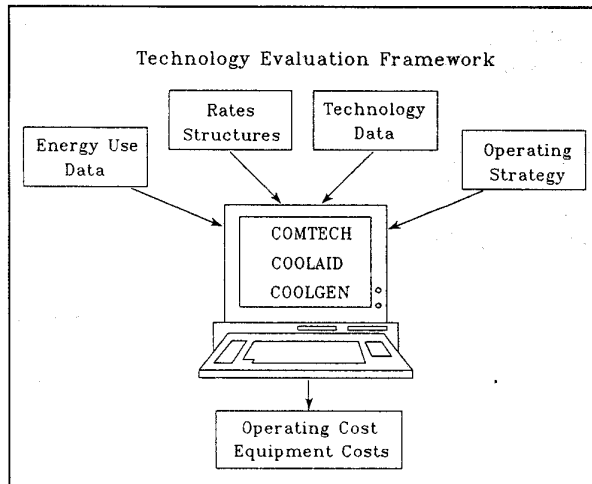 Technology Evaluation Framework
Rates
Structures
Technology
Data
Energy Use
Data
Operating
Strategy
COMTECH
COOLAID
COOLGEN
Operating Cost
Equipment Costs